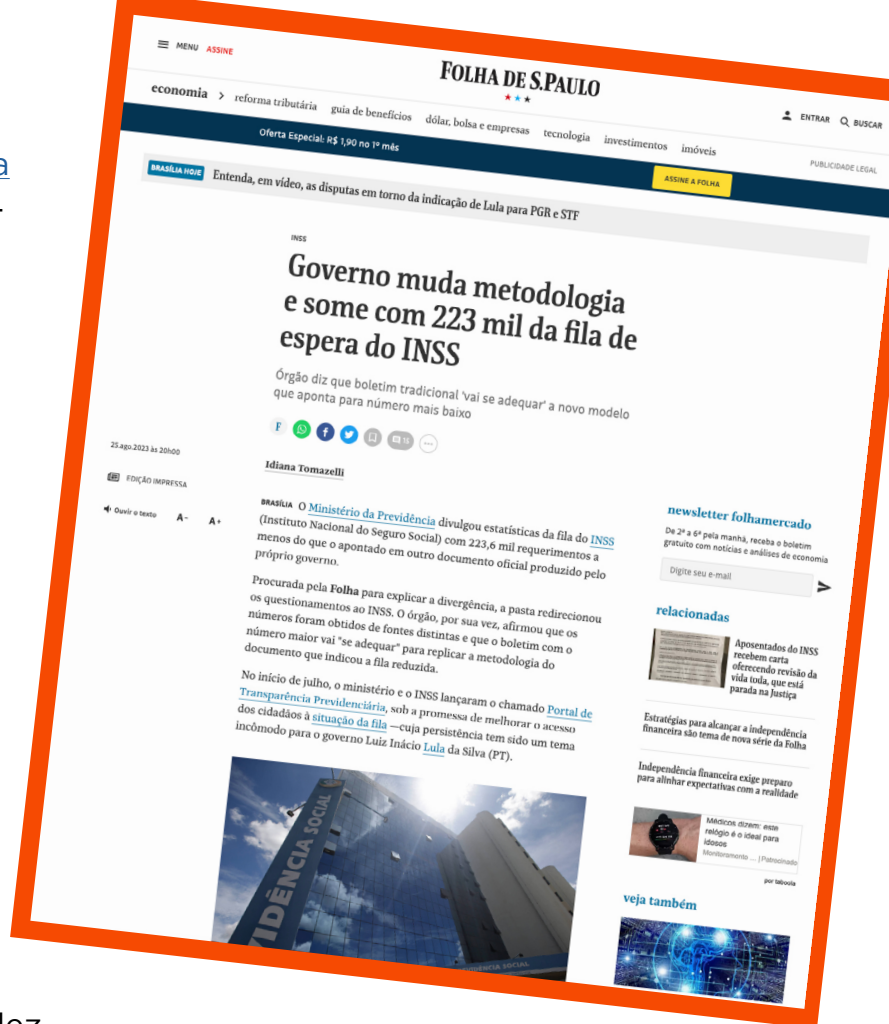 a
MENU ASSINE
FOLHA DE S.PAULO
ENTRAR BUSCAR
economia > reforma tributária guia de benefícios dólar, bolsa e empresas tecnologia investimentos imóveis
Oferta Especial: R$ 1,90 no 1º mês
ASSINE A FOLHA
PUBLICIDADE LEGAL
BRASÍLIA HOJE Entenda, em vídeo, as disputas em torno da indicação de Lula para PGR e STF
INSS
Governo muda metodologia
e some com 223 mil da fila de
espera do INSS
Órgão diz que boletim tradicional 'vai se adequar' a novo modelo
que aponta para número mais baixo
F 15
25.ago.2023 às 20h00
EDIÇÃO IMPRESSA
Ouvir o texto A- A+
Idiana Tomazelli
BRASÍLIA O Ministério da Previdência divulgou estatísticas da fila do INSS
(Instituto Nacional do Seguro Social) com 223,6 mil requerimentos a
menos do que o apontado em outro documento oficial produzido pelo
próprio governo.
Procurada pela Folha para explicar a divergência, a pasta redirecionou
os questionamentos ao INSS. O órgão, por sua vez, afirmou que os
números foram obtidos de fontes distintas e que o boletim com o
número maior vai "se adequar" para replicar a metodologia do
documento que indicou a fila reduzida.
No início de julho, o ministério e o INSS lançaram o chamado Portal de
Transparência Previdenciária, sob a promessa de melhorar o acesso
dos cidadãos à situação da fila —cuja persistência tem sido um tema
incômodo para o governo Luiz Inácio Lula da Silva (PT).
VIDÊNCIA SOCIAL
IDÊNCIA SOCIAL
newsletter folhamercado
De 2ª a 6ª pela manhã, receba o boletim
gratuito com notícias e análises de economia
Digite seu e-mail
relacionadas
Aposentados do INSS
recebem carta
oferecendo revisão da
vida toda, que está
parada na Justiça
Estratégias para alcançar a independência
financeira são tema de nova série da Folha
Independência financeira exige preparo
para alinhar expectativas com a realidade
Médicos dizem: este
relógio é o ideal para
idosos
Monitoramento ... | Patrocinado
por taboola
veja também